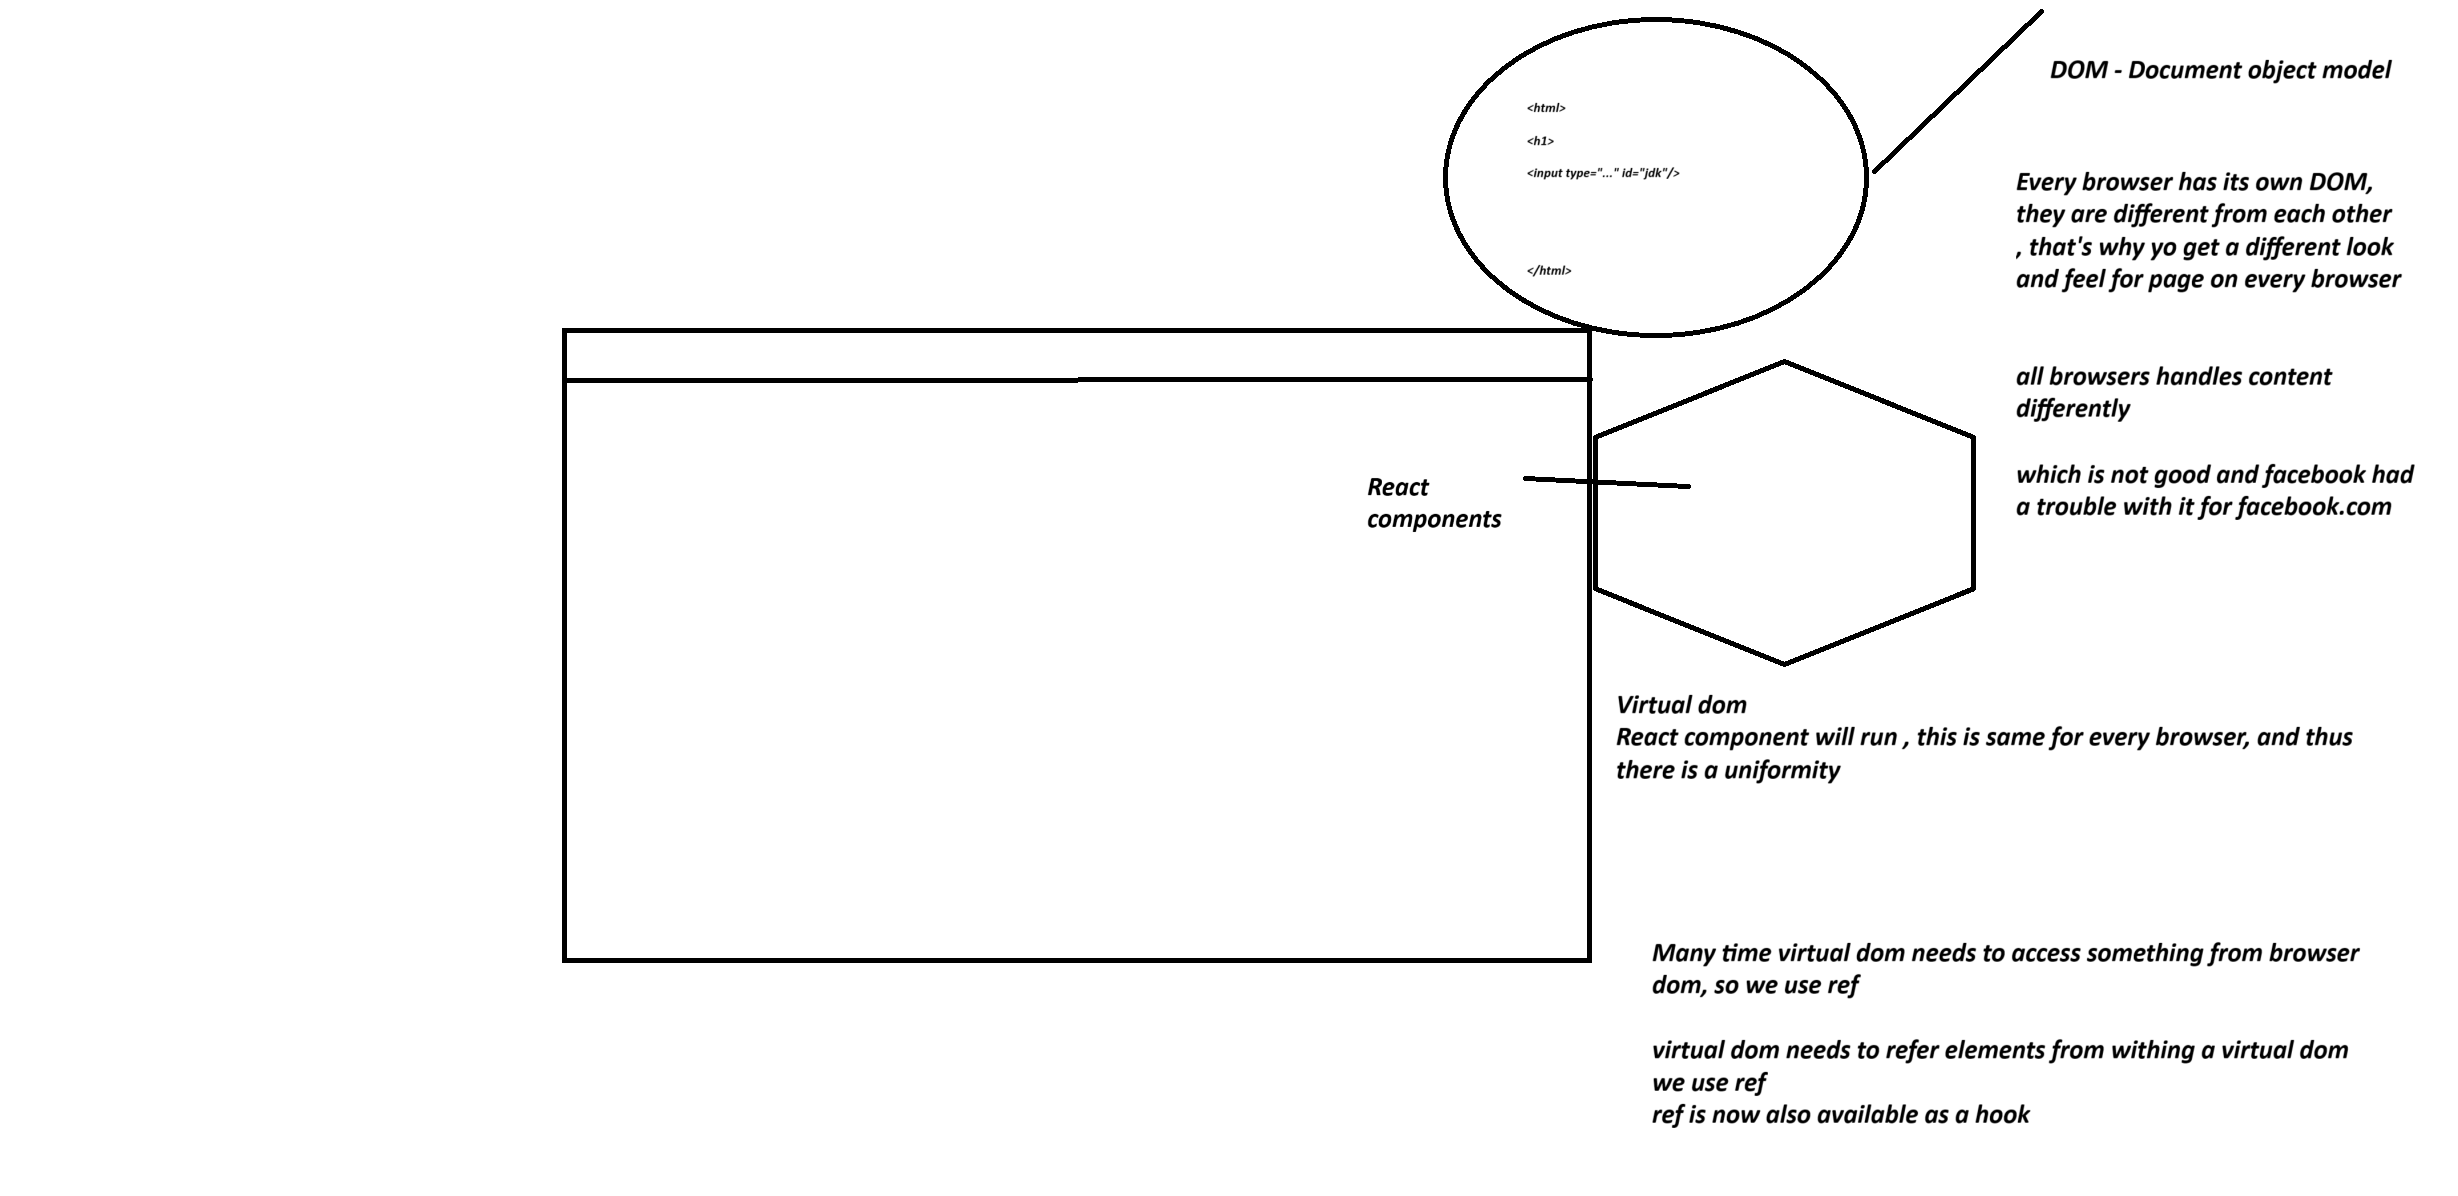 DOM - Document object model
<html>
<h1>
<input type="..." id="jdk"/>
</html>
Every browser has its own DOM,
they are different from each other
, that's why yo get a different look
and feel for page on every browser
all browsers handles content
differently
which is not good and facebook had
a trouble with it for facebook.com
React
components
Virtual dom
React component will run , this is same for every browser, and thus
there is a uniformity
Many time virtual dom needs to access something from browser
dom, so we use ref
virtual dom needs to refer elements from withing a virtual dom
we use ref
ref is now also available as a hook